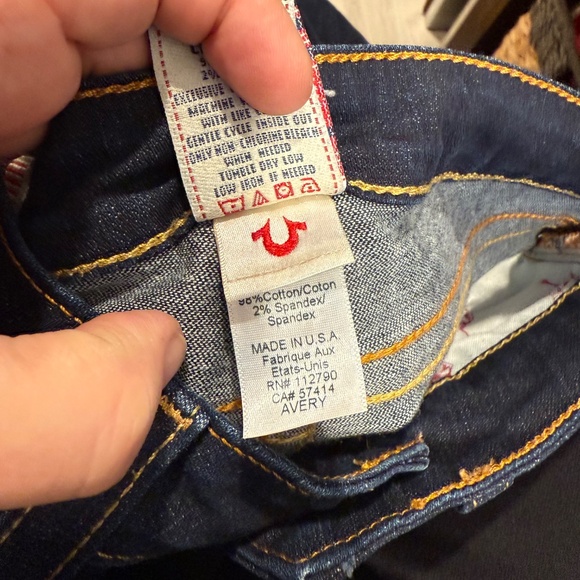 EXCLUSIVE
MACHINE
WITH LIKE
GENTLE CYCLE INSIDE OUT
ONLY NON-CHLORINE BLEACH
WHEN NEEDED
TUMBLE DRY LOW
LOW IRON IF NEEDED
98%Cotton/Coton
2% Spandex/
Spandex
MADE IN U.S.A.
Fabrique Aux
Etats-Unis
RN# 112790
CA# 57414
AVERY